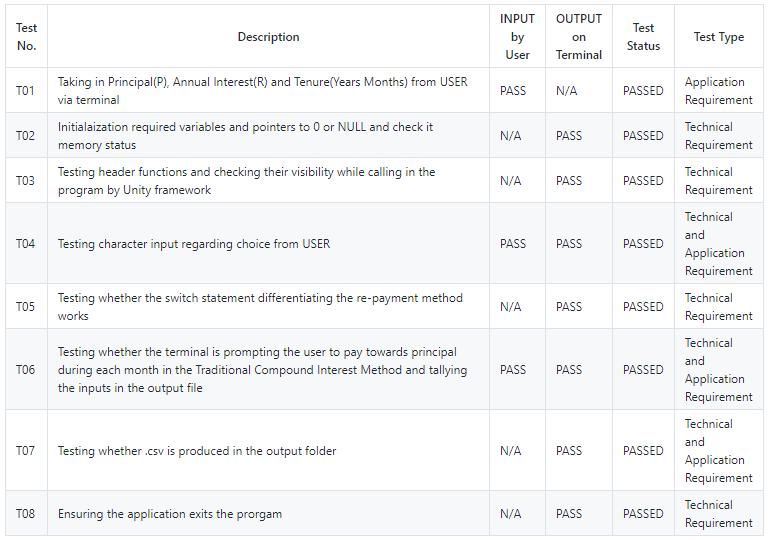 Test No. Description INPUT by User OUTPUT on Terminal Test Status Test Type
T01 Taking in Principal(P), Annual Interest(R) and Tenure(Years Months) from USER via terminal PASS N/A PASSED Application Requirement
T02 Initialaization required variables and pointers to 0 or NULL and check it memory status N/A PASS PASSED Technical Requirement
T03 Testing header functions and checking their visibility while calling in the program by Unity framework N/A PASS PASSED Technical Requirement
T04 Testing character input regarding choice from USER PASS PASS PASSED Technical and Application Requirement
T05 Testing whether the switch statement differentiating the re-payment method works N/A PASS PASSED Technical Requirement
T06 Testing whether the terminal is prompting the user to pay towards principal during each month in the Traditional Compound Interest Method and tallying the inputs in the output file PASS PASS PASSED Technical and Application Requirement
T07 Testing whether .csv is produced in the output folder N/A PASS PASSED Technical and Application Requirement
T08 Ensuring the application exits the prorgam N/A PASS PASSED Technical Requirement